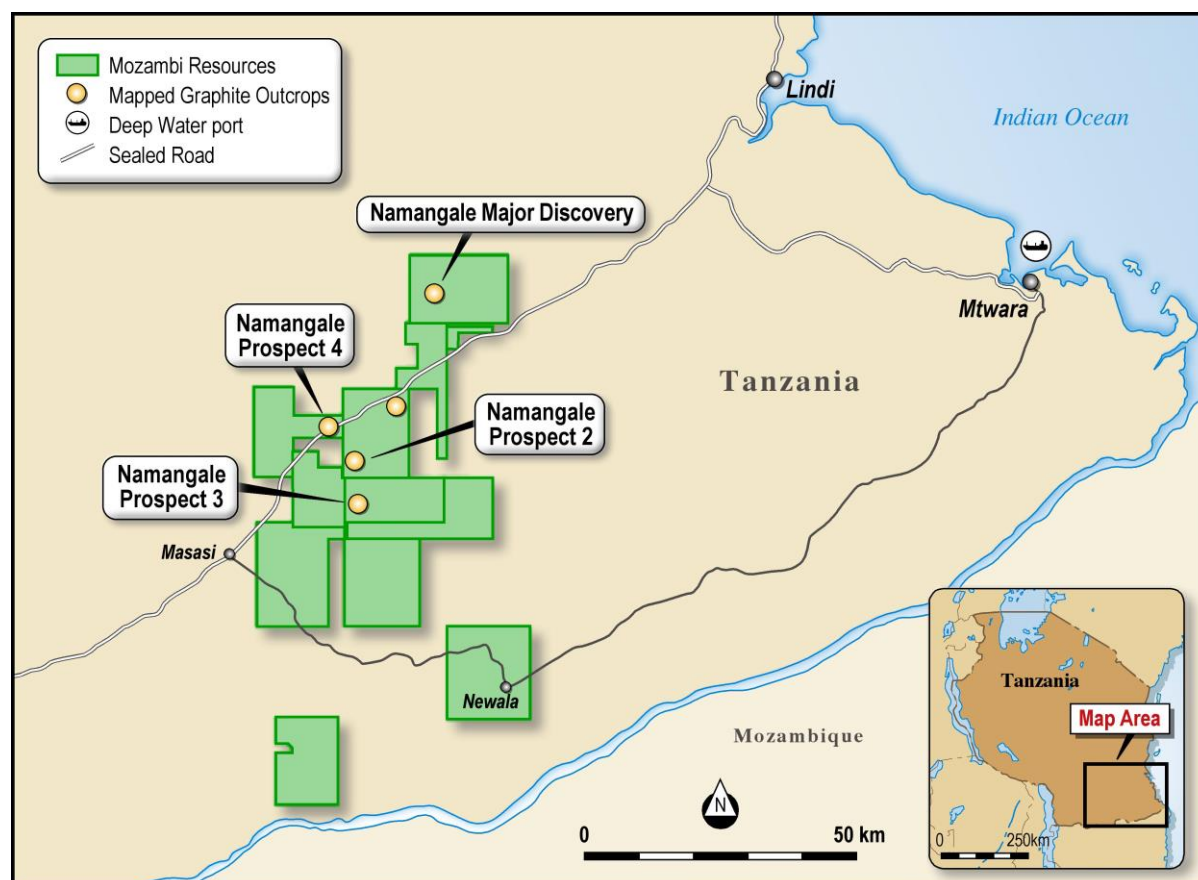 Mozambi Resources
Mapped Graphite Outcrops
Deep Water port
Sealed Road
Lindi
Indian Ocean
Namangale Major Discovery
Mtwara
Namangale
Prospect 4
Tanzania
Namangale
Prospect 2
Namangale
Prospect 3
Masasi
Newala
Mozambique
N
0
50 km
Tanzania
Map Area
0
250km